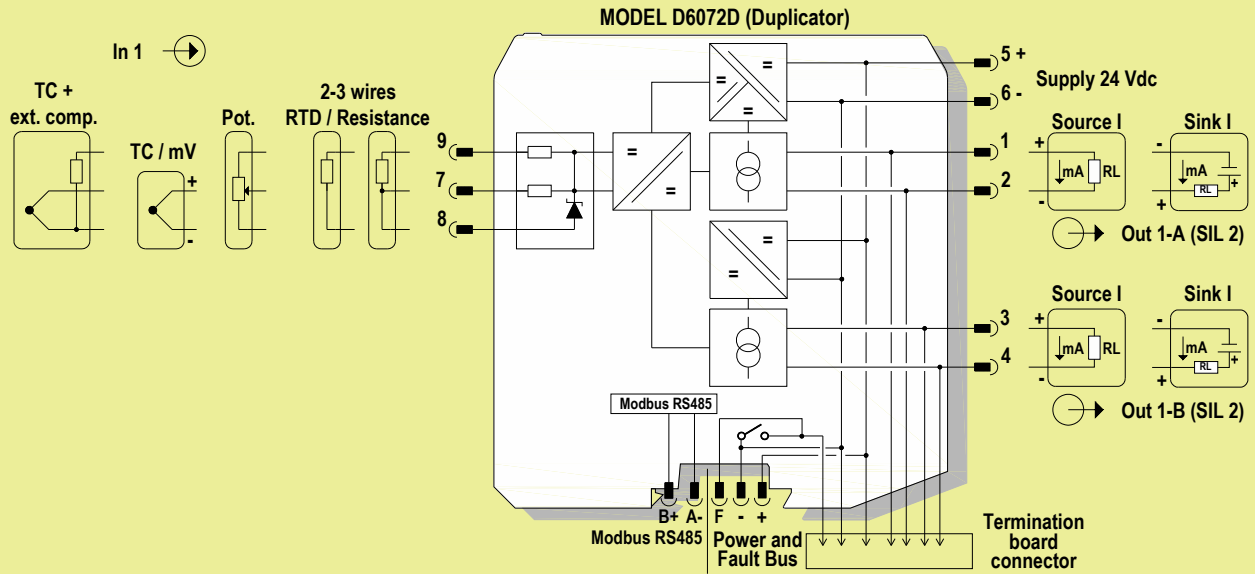 MODEL D6072D (Duplicator)
In 1
TC +
ext. comp.
TC / mV
+
-
Pot.
2-3 wires
RTD / Resistance
9
7
8
=
=
=
=
=
=
=
5 +
6 -
Supply 24 Vdc
1
2
Source I
+
mA
RL
-
Sink I
-
mA
RL
+
+
Out 1-A (SIL 2)
3
4
Source I
+
mA
RL
-
Sink I
-
mA
RL
+
+
Out 1-B (SIL 2)
Modbus RS485
B+ A- F - +
Modbus RS485
Power and
Fault Bus
Termination
board
connector